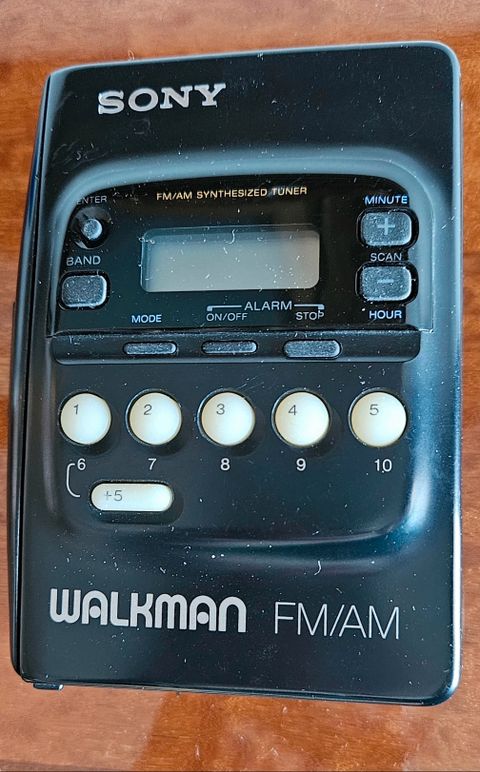 SONY
FM/AM SYNTHESIZED TUNER
ENTER
MINUTE
+
BAND
SCAN
−
MODE
ALARM
ON/OFF
STOP
HOUR
1 2 3 4 5
6 7 8 9 10
+5
WALKMAN FM/AM